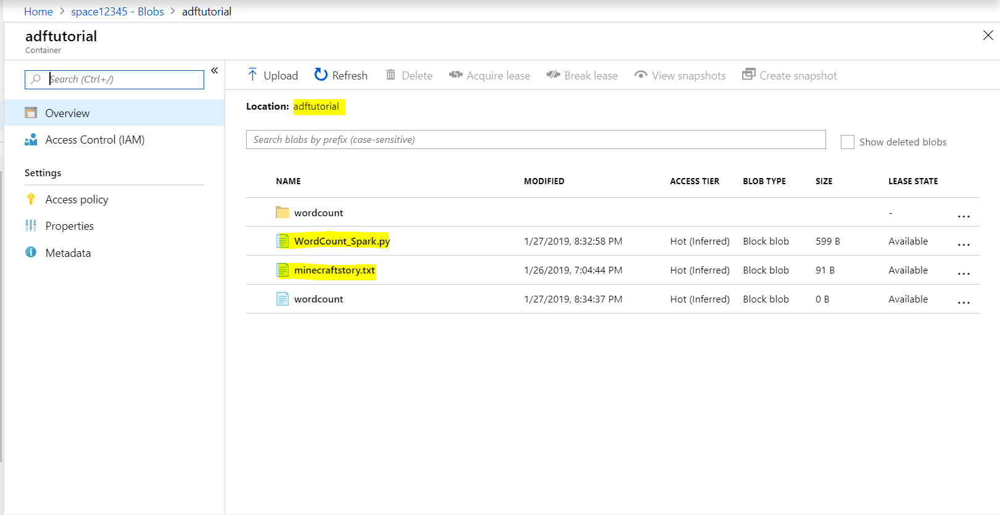 Home > space12345 - Blobs > adftutorial
adftutorial
Container
Search (Ctrl+/)
«
Overview
Access Control (IAM)
Settings
Access policy
Properties
Metadata
Upload Refresh Delete Acquire lease Break lease View snapshots Create snapshot
Location: adftutorial
Search blobs by prefix (case-sensitive)
Show deleted blobs
NAME MODIFIED ACCESS TIER BLOB TYPE SIZE LEASE STATE
wordcount - ...
WordCount_Spark.py 1/27/2019, 8:32:58 PM Hot (Inferred) Block blob 599 B Available ...
minecraftstory.txt 1/26/2019, 7:04:44 PM Hot (Inferred) Block blob 91 B Available ...
wordcount 1/27/2019, 8:34:37 PM Hot (Inferred) Block blob 0 B Available ...